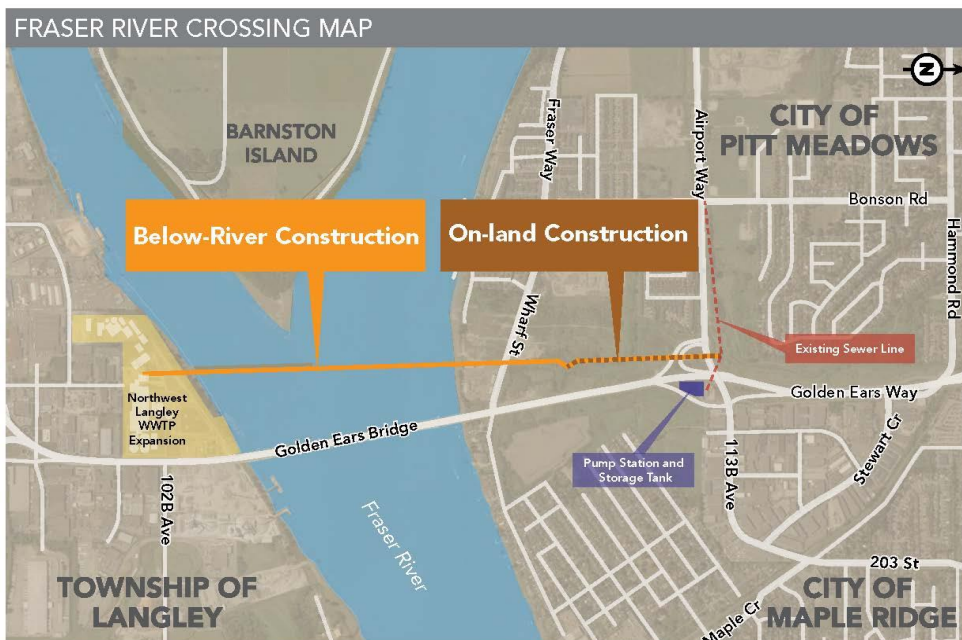 FRASER RIVER CROSSING MAP
N
BARNSTON
ISLAND
Fraser Way
Airport Way
CITY OF
PITT MEADOWS
Bonson Rd
Hammond Rd
Below-River Construction
On-land Construction
Wharf St
Existing Sewer Line
Northwest
Langley
WWTP
Expansion
Golden Ears Bridge
Golden Ears Way
Pump Station and
Storage Tank
Stewart Cr
113B Ave
102B Ave
Fraser River
203 St
TOWNSHIP OF
LANGLEY
Maple Cr
CITY OF
MAPLE RIDGE